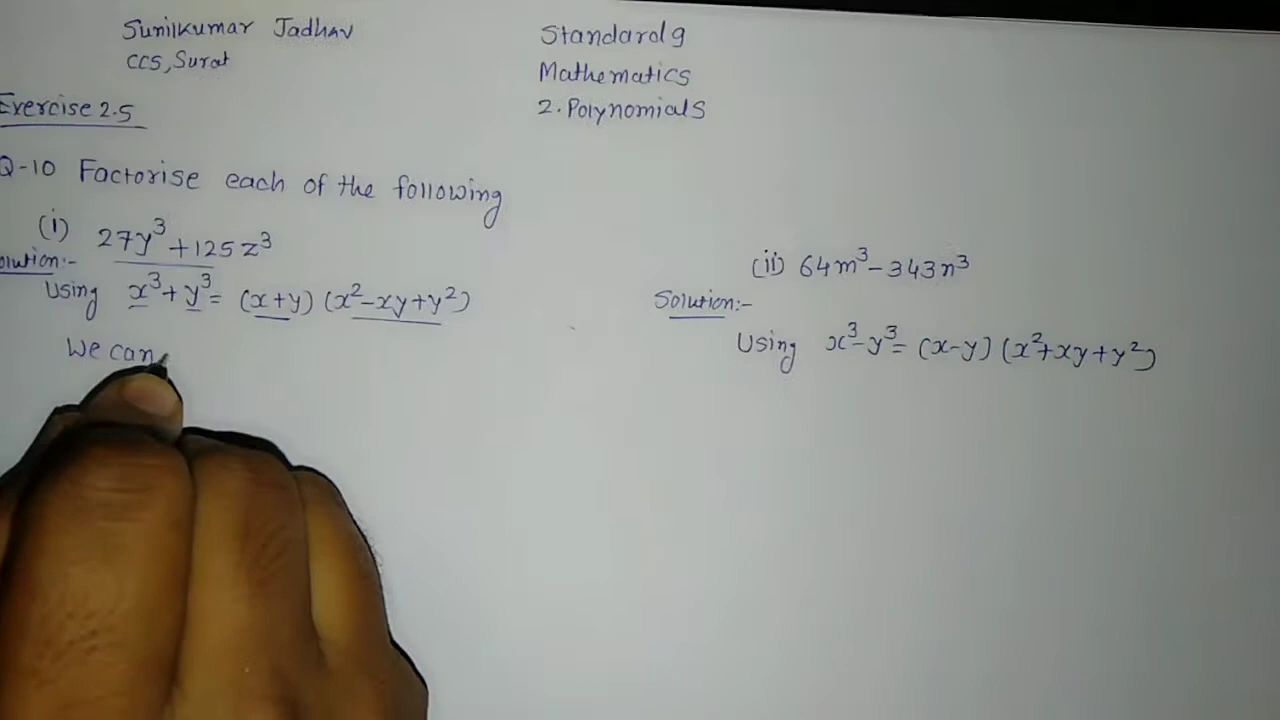 Sunilkumar Jadhav
CCS, Surat
Standard 9
Mathematics
2. Polynomials
Exercise 2.5
Q-10 Factorise each of the following
(i) 27y³ + 125z³
Solution:-
Using x³ + y³ = (x+y) (x² - xy + y²)
We can
(ii) 64m³ - 343n³
Solution:-
Using x³ - y³ = (x-y) (x² + xy + y²)